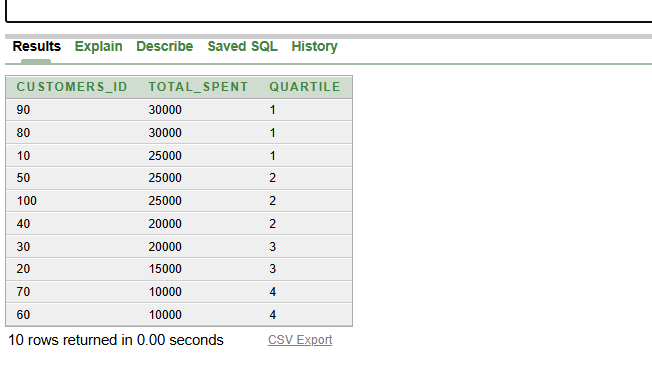 Results Explain Describe Saved SQL History
CUSTOMERS_ID TOTAL_SPENT QUARTILE
90 30000 1
80 30000 1
10 25000 1
50 25000 2
100 25000 2
40 20000 2
30 20000 3
20 15000 3
70 10000 4
60 10000 4
10 rows returned in 0.00 seconds CSV Export